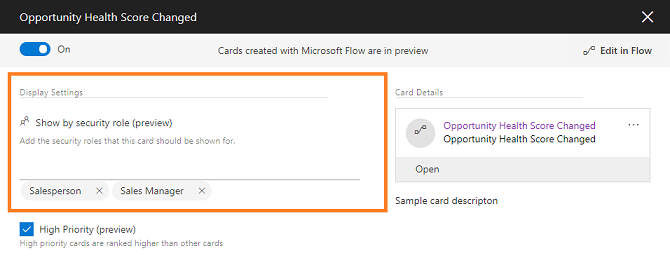 Opportunity Health Score Changed
On
Cards created with Microsoft Flow are in preview
Edit in Flow
Display Settings
Show by security role (preview)
Add the security roles that this card should be shown for.
Salesperson
Sales Manager
High Priority (preview)
High priority cards are ranked higher than other cards
Card Details
Opportunity Health Score Changed
Opportunity Health Score Changed
Open
Sample card descripton